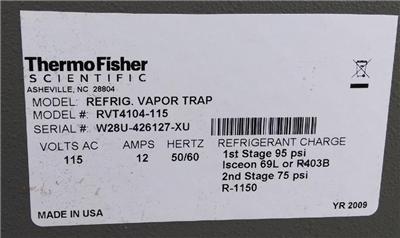 ThermoFisher
SCIENTIFIC
ASHEVILLE, NC 28804
MODEL: REFRIG. VAPOR TRAP
MODEL #: RVT4104-115
SERIAL#: W28U-426127-XU
VOLTS AC AMPS HERTZ
115 12 50/60
REFRIGERANT CHARGE
1st Stage 95 psi
Isceon 69L or R403B
2nd Stage 75 psi
R-1150
MADE IN USA
YR 2009